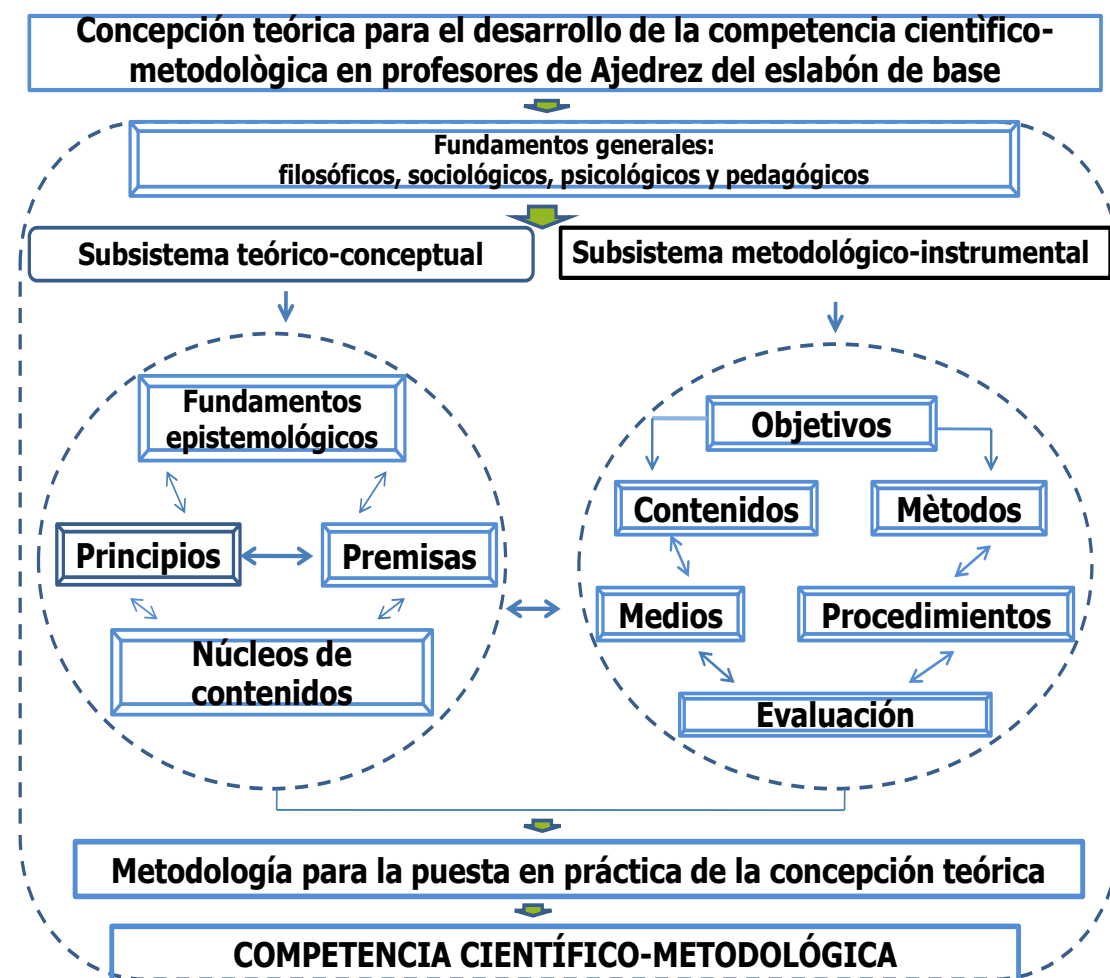 Concepción teórica para el desarrollo de la competencia cientìfico-
metodològica en profesores de Ajedrez del eslabón de base
Fundamentos generales:
filosóficos, sociológicos, psicológicos y pedagógicos
Subsistema teórico-conceptual
Subsistema metodológico-instrumental
Fundamentos
epistemológicos
Principios
Premisas
Núcleos de
contenidos
Objetivos
Contenidos
Mètodos
Medios
Procedimientos
Evaluación
Metodología para la puesta en práctica de la concepción teórica
COMPETENCIA CIENTÍFICO-METODOLÓGICA